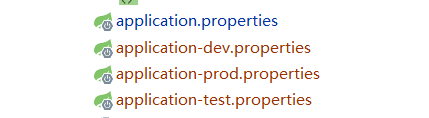 application.properties
application-dev.properties
application-prod.properties
application-test.properties